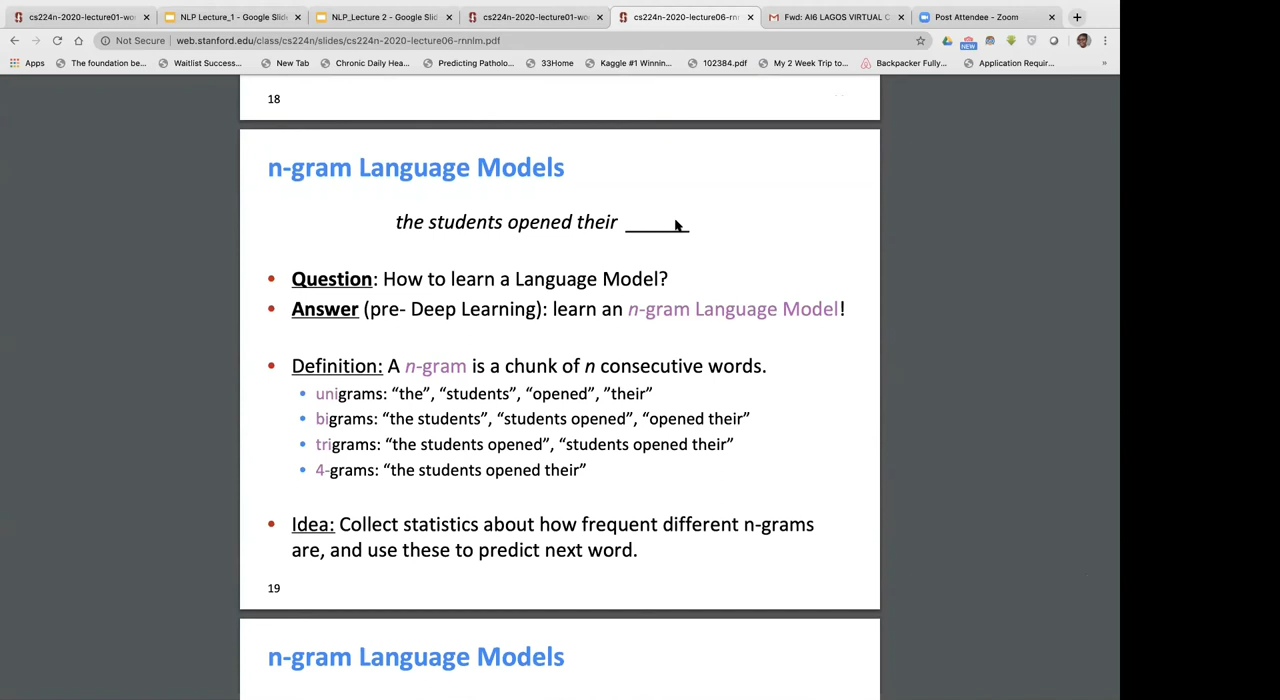 cs224n-2020-lecture01-wo
NLP Lecture_1 - Google Slid
NLP_Lecture 2 - Google Slid
cs224n-2020-lecture01-wo
cs224n-2020-lecture06-rn
Fwd: AI6 LAGOS VIRTUAL C
Post Attendee - Zoom
Not Secure | web.stanford.edu/class/cs224n/slides/cs224n-2020-lecture06-rnnlm.pdf
NEW
Apps
The foundation be...
Waitlist Success...
New Tab
Chronic Daily Hea...
Predicting Patholo...
33Home
Kaggle #1 Winnin...
102384.pdf
My 2 Week Trip to...
Backpacker Fully...
Application Requir...
»
18
n-gram Language Models
the students opened their ______
• Question: How to learn a Language Model?
• Answer (pre- Deep Learning): learn an n-gram Language Model!
• Definition: A n-gram is a chunk of n consecutive words.
• unigrams: “the”, “students”, “opened”, ”their”
• bigrams: “the students”, “students opened”, “opened their”
• trigrams: “the students opened”, “students opened their”
• 4-grams: “the students opened their”
• Idea: Collect statistics about how frequent different n-grams
are, and use these to predict next word.
19
n-gram Language Models